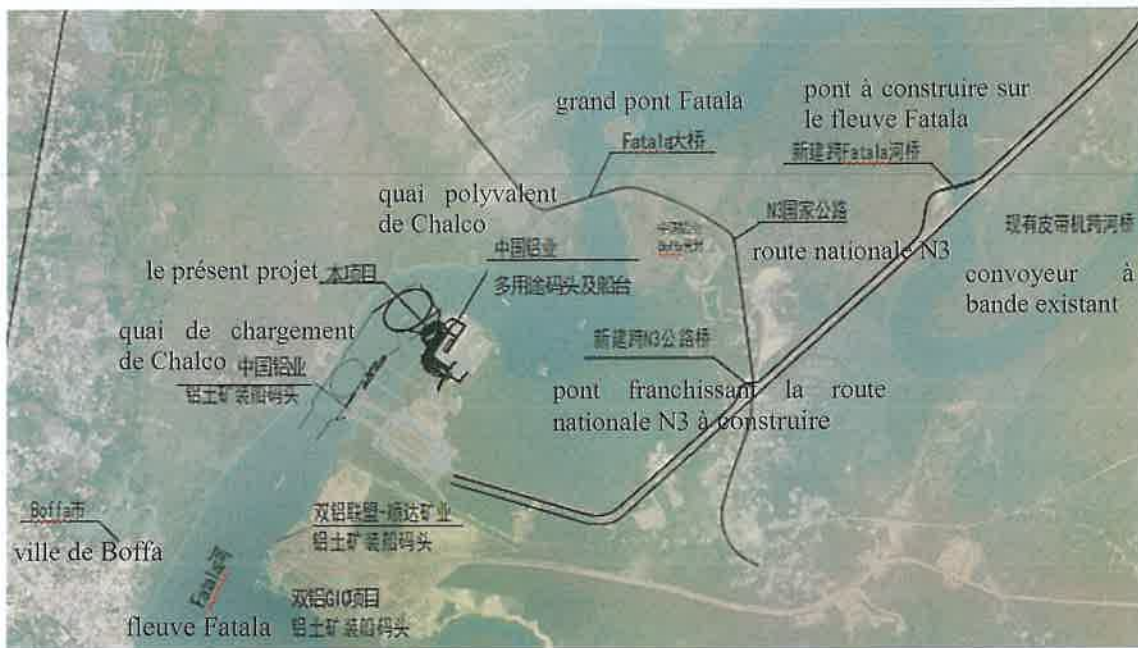 grand pont Fatala
Fatala大桥
pont à construire sur
le fleuve Fatala
新建跨Fatala河桥
quai polyvalent
de Chalco
中国铝业
多用途码头及船台
N3国家公路
route nationale N3
现有皮带机跨河桥
convoyeur à
bande existant
le présent projet
本项目
quai de chargement
de Chalco
中国铝业
铝土矿装船码头
新建跨N3公路桥
pont franchissant la route
nationale N3 à construire
Boffa市
ville de Boffa
双铝联盟-顺达矿业
铝土矿装船码头
Fatala河
fleuve Fatala
双铝GIC项目
铝土矿装船码头